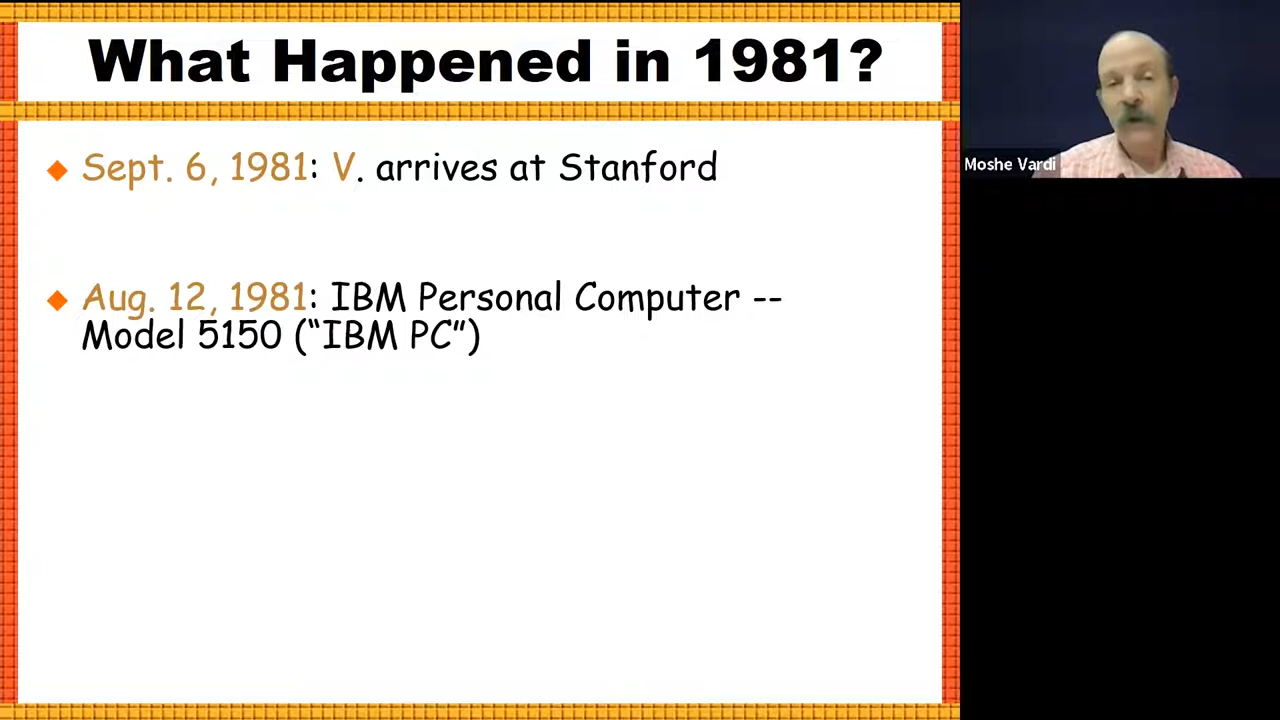 What Happened in 1981?
Sept. 6, 1981: V. arrives at Stanford
Aug. 12, 1981: IBM Personal Computer --
Model 5150 (“IBM PC”)
Moshe Vardi